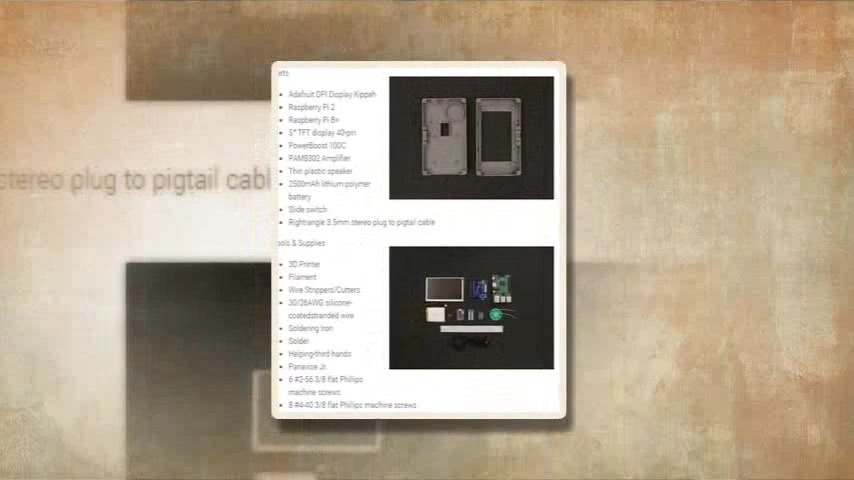 stereo plug to pigtail cabl
Adafruit DPI Display Kippah
Raspberry Pi 2
Raspberry Pi B+
5" TFT display 40-pin
PowerBoost 100C
PAM8302 Amplifier
Thin plastic speaker
2500mAh lithium polymer
battery
Slide switch
Right-angle 3.5mm stereo plug to pigtail cable
ools & Supplies
3D Printer
Filament
Wire Strippers/Cutters
30/26AWG silicone-
coatedstranded wire
Soldering Iron
Solder
Helping-third hands
Panavise Jr.
6 #2-56 3/8 flat Philips
machine screws
8 #4-40 3/8 flat Philips machine screws